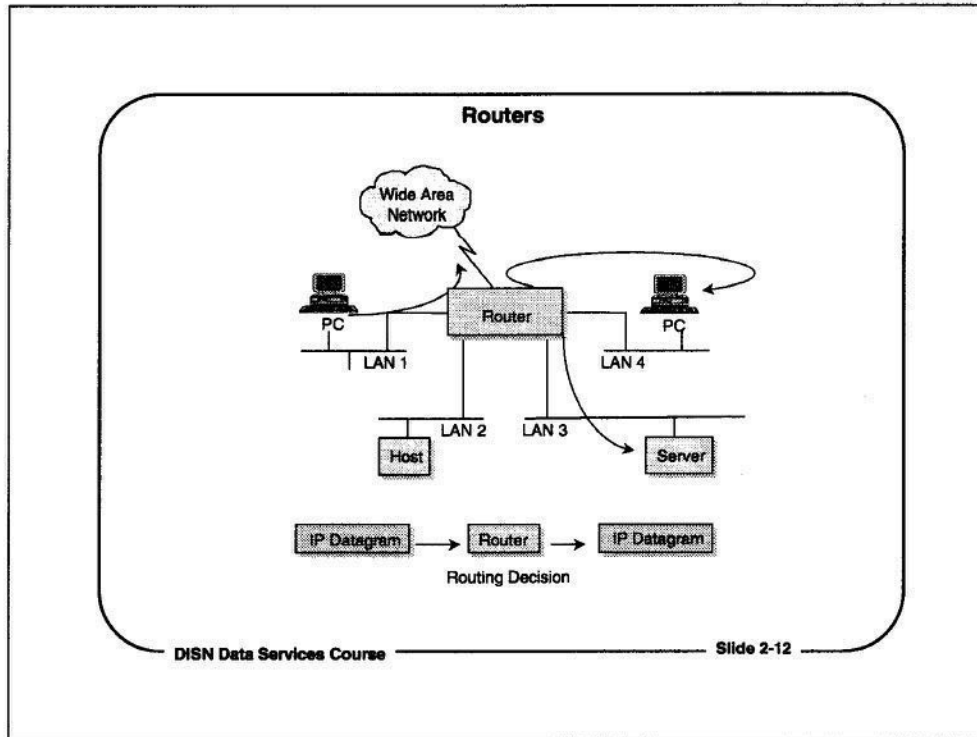 Routers
Wide Area
Network
PC
Router
PC
LAN 1
LAN 4
LAN 2
LAN 3
Host
Server
IP Datagram
Router
IP Datagram
Routing Decision
DISN Data Services Course
Slide 2-12